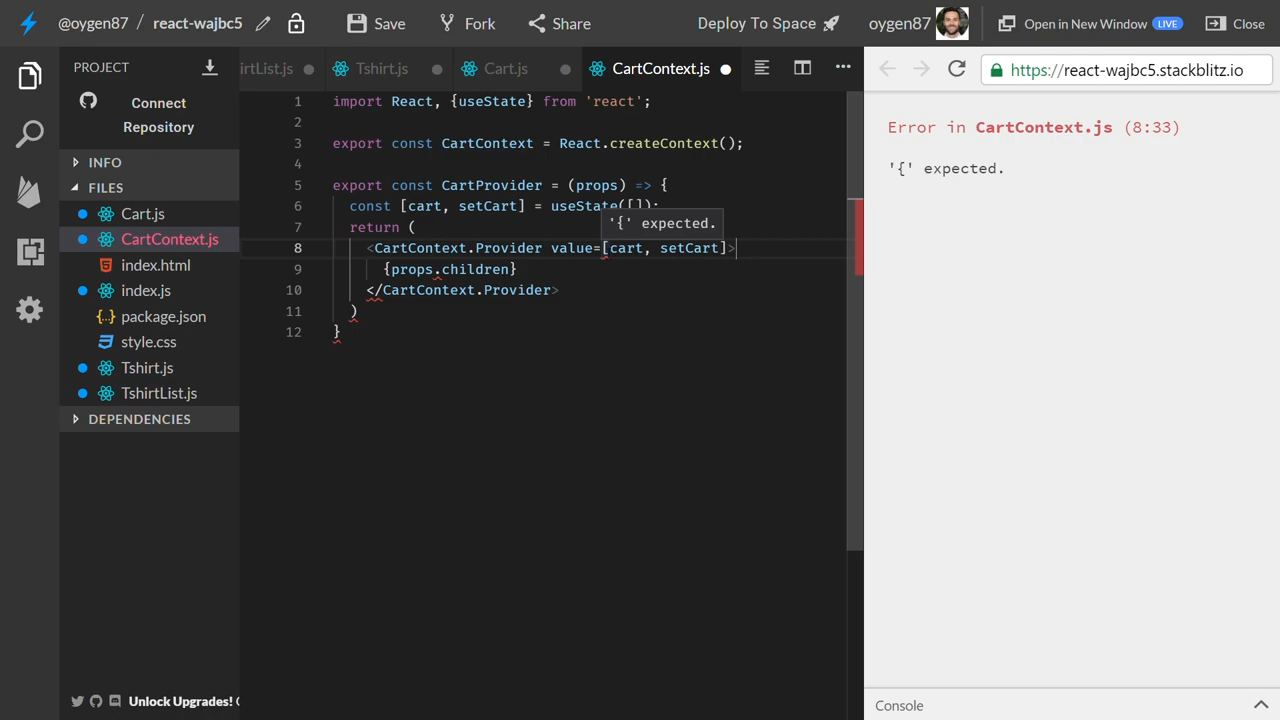 @oygen87 / react-wajbc5 Save Fork Share Deploy To Space oygen87 Open in New Window LIVE Close
PROJECT
Connect
Repository
INFO
FILES
Cart.js
CartContext.js
index.html
index.js
package.json
style.css
Tshirt.js
TshirtList.js
DEPENDENCIES
Unlock Upgrades!
irtList.js Tshirt.js Cart.js CartContext.js
1 import React, {useState} from 'react';
2
3 export const CartContext = React.createContext();
4
5 export const CartProvider = (props) => {
6 const [cart, setCart] = useState([]);
'{' expected.
7 return (
8 <CartContext.Provider value=[cart, setCart]>
9 {props.children}
10 </CartContext.Provider>
11 )
12 }
https://react-wajbc5.stackblitz.io
Error in CartContext.js (8:33)
'{' expected.
Console